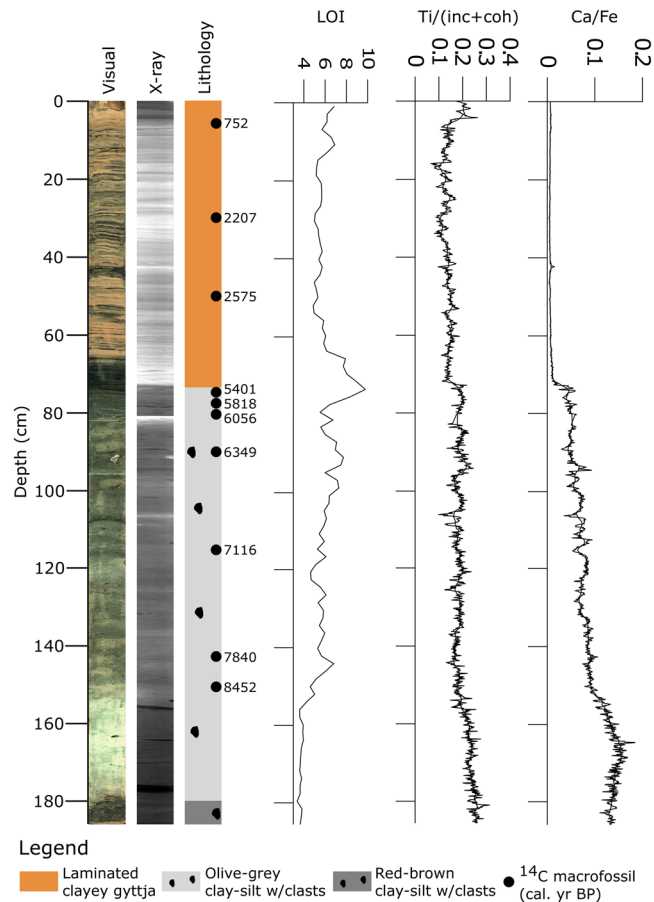 Visual
X-ray
Lithology
LOI
4 6 8 10
Ti/(inc+coh)
0 0.1 0.2 0.3 0.4
Ca/Fe
0 0.1 0.2
Depth (cm)
0
20
40
60
80
100
120
140
160
180
752
2207
2575
5401
5818
6056
6349
7116
7840
8452
Legend
Laminated
clayey gyttja
Olive-grey
clay-silt w/clasts
Red-brown
clay-silt w/clasts
14C macrofossil
(cal. yr BP)